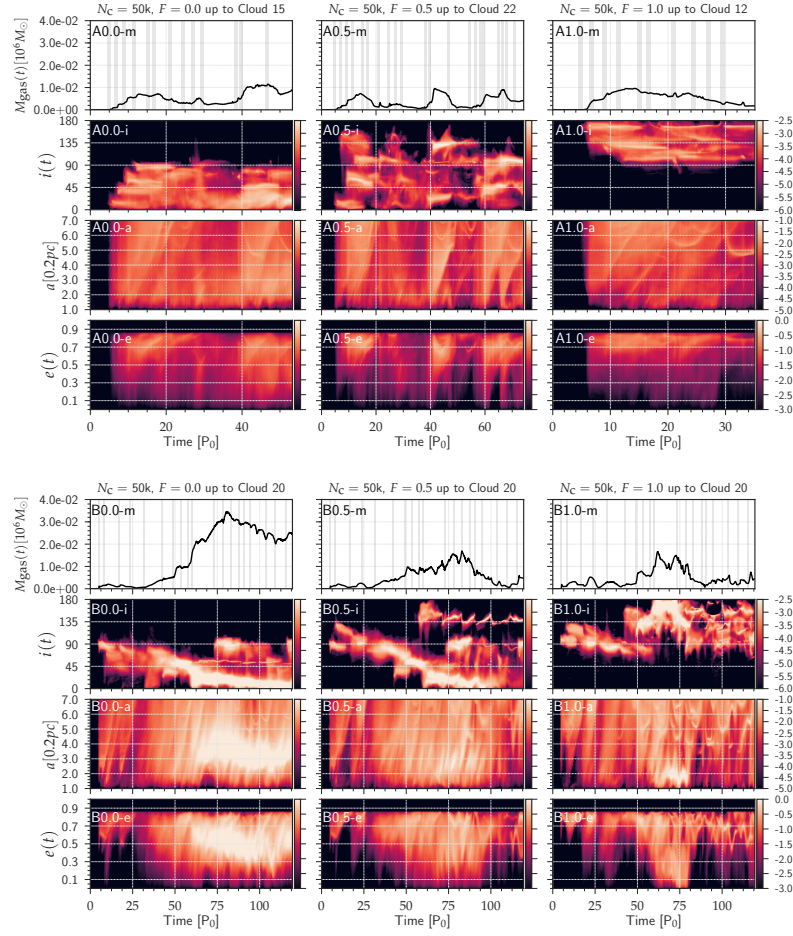 N_C = 50k, F = 0.0 up to Cloud 15
N_C = 50k, F = 0.5 up to Cloud 22
N_C = 50k, F = 1.0 up to Cloud 12
M_gas(t) [10^6 M_⊙]
4.0e-02
3.0e-02
2.0e-02
1.0e-02
0.0e+00
A0.0-m
A0.5-m
A1.0-m
i(t)
180
135
90
45
0
A0.0-i
A0.5-i
A1.0-i
-2.5
-3.0
-3.5
-4.0
-4.5
-5.0
-5.5
-6.0
a [0.2pc]
7.0
6.0
5.0
4.0
3.0
2.0
1.0
A0.0-a
A0.5-a
A1.0-a
-1.0
-1.5
-2.0
-2.5
-3.0
-3.5
-4.0
-4.5
-5.0
e(t)
0.9
0.7
0.5
0.3
0.1
A0.0-e
A0.5-e
A1.0-e
0.0
-0.5
-1.0
-1.5
-2.0
-2.5
-3.0
0 20 40
0 20 40 60
0 10 20 30
Time [P_0]
Time [P_0]
Time [P_0]
N_C = 50k, F = 0.0 up to Cloud 20
N_C = 50k, F = 0.5 up to Cloud 20
N_C = 50k, F = 1.0 up to Cloud 20
M_gas(t) [10^6 M_⊙]
4.0e-02
3.0e-02
2.0e-02
1.0e-02
0.0e+00
B0.0-m
B0.5-m
B1.0-m
i(t)
180
135
90
45
0
B0.0-i
B0.5-i
B1.0-i
-2.5
-3.0
-3.5
-4.0
-4.5
-5.0
-5.5
-6.0
a [0.2pc]
7.0
6.0
5.0
4.0
3.0
2.0
1.0
B0.0-a
B0.5-a
B1.0-a
-1.0
-1.5
-2.0
-2.5
-3.0
-3.5
-4.0
-4.5
-5.0
e(t)
0.9
0.7
0.5
0.3
0.1
B0.0-e
B0.5-e
B1.0-e
0.0
-0.5
-1.0
-1.5
-2.0
-2.5
-3.0
0 25 50 75 100
0 25 50 75 100
0 25 50 75 100
Time [P_0]
Time [P_0]
Time [P_0]